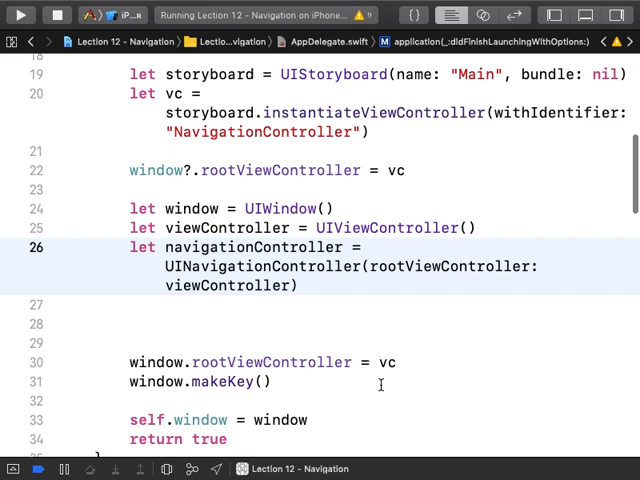 iP...R
Running Lection 12 - Navigation on iPhone...
Lection 12 - Navigation
Lectio...vigation
AppDelegate.swift
M
application(_:didFinishLaunchingWithOptions:)
18
19 let storyboard = UIStoryboard(name: "Main", bundle: nil)
20 let vc =
storyboard.instantiateViewController(withIdentifier:
"NavigationController")
21
22 window?.rootViewController = vc
23
24 let window = UIWindow()
25 let viewController = UIViewController()
26 let navigationController =
UINavigationController(rootViewController:
viewController)
27
28
29
30 window.rootViewController = vc
31 window.makeKey()
32
33 self.window = window
34 return true
}
Lection 12 - Navigation